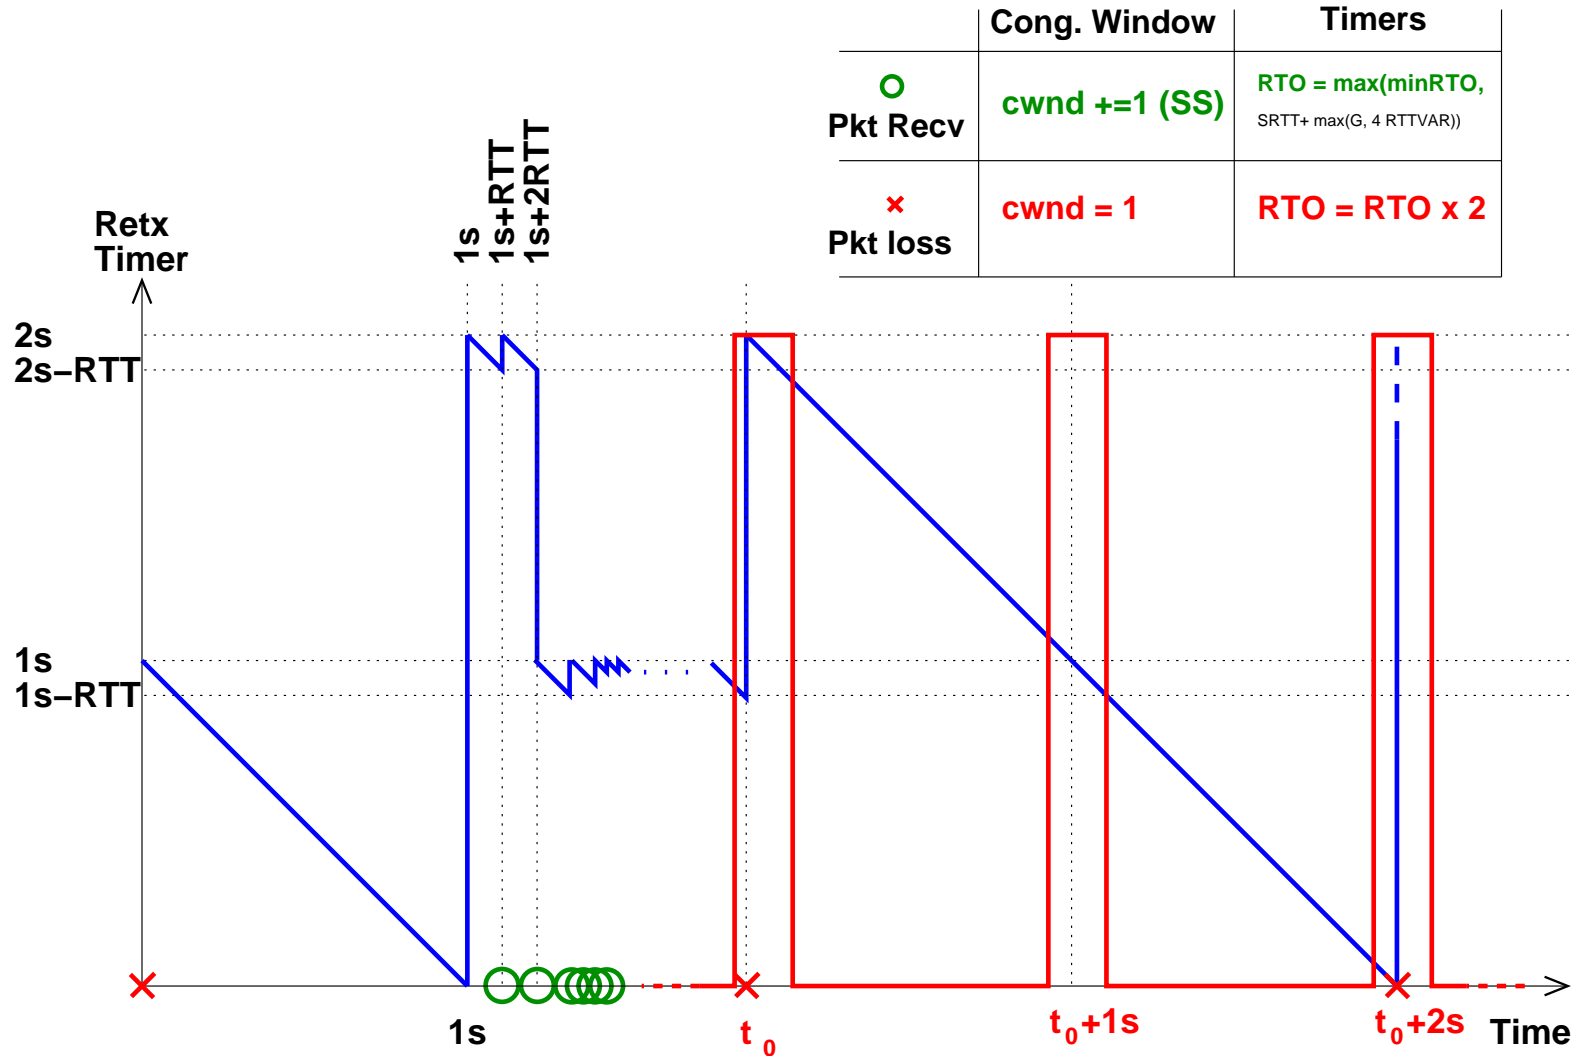 Cong. Window
Timers
Pkt Recv
cwnd +=1 (SS)
RTO = max(minRTO,
SRTT+ max(G, 4 RTTVAR))
Pkt loss
cwnd = 1
RTO = RTO x 2
Retx
Timer
1s
1s+RTT
1s+2RTT
2s
2s–RTT
1s
1s–RTT
1s
t 0
t0+1s
t0+2s
Time